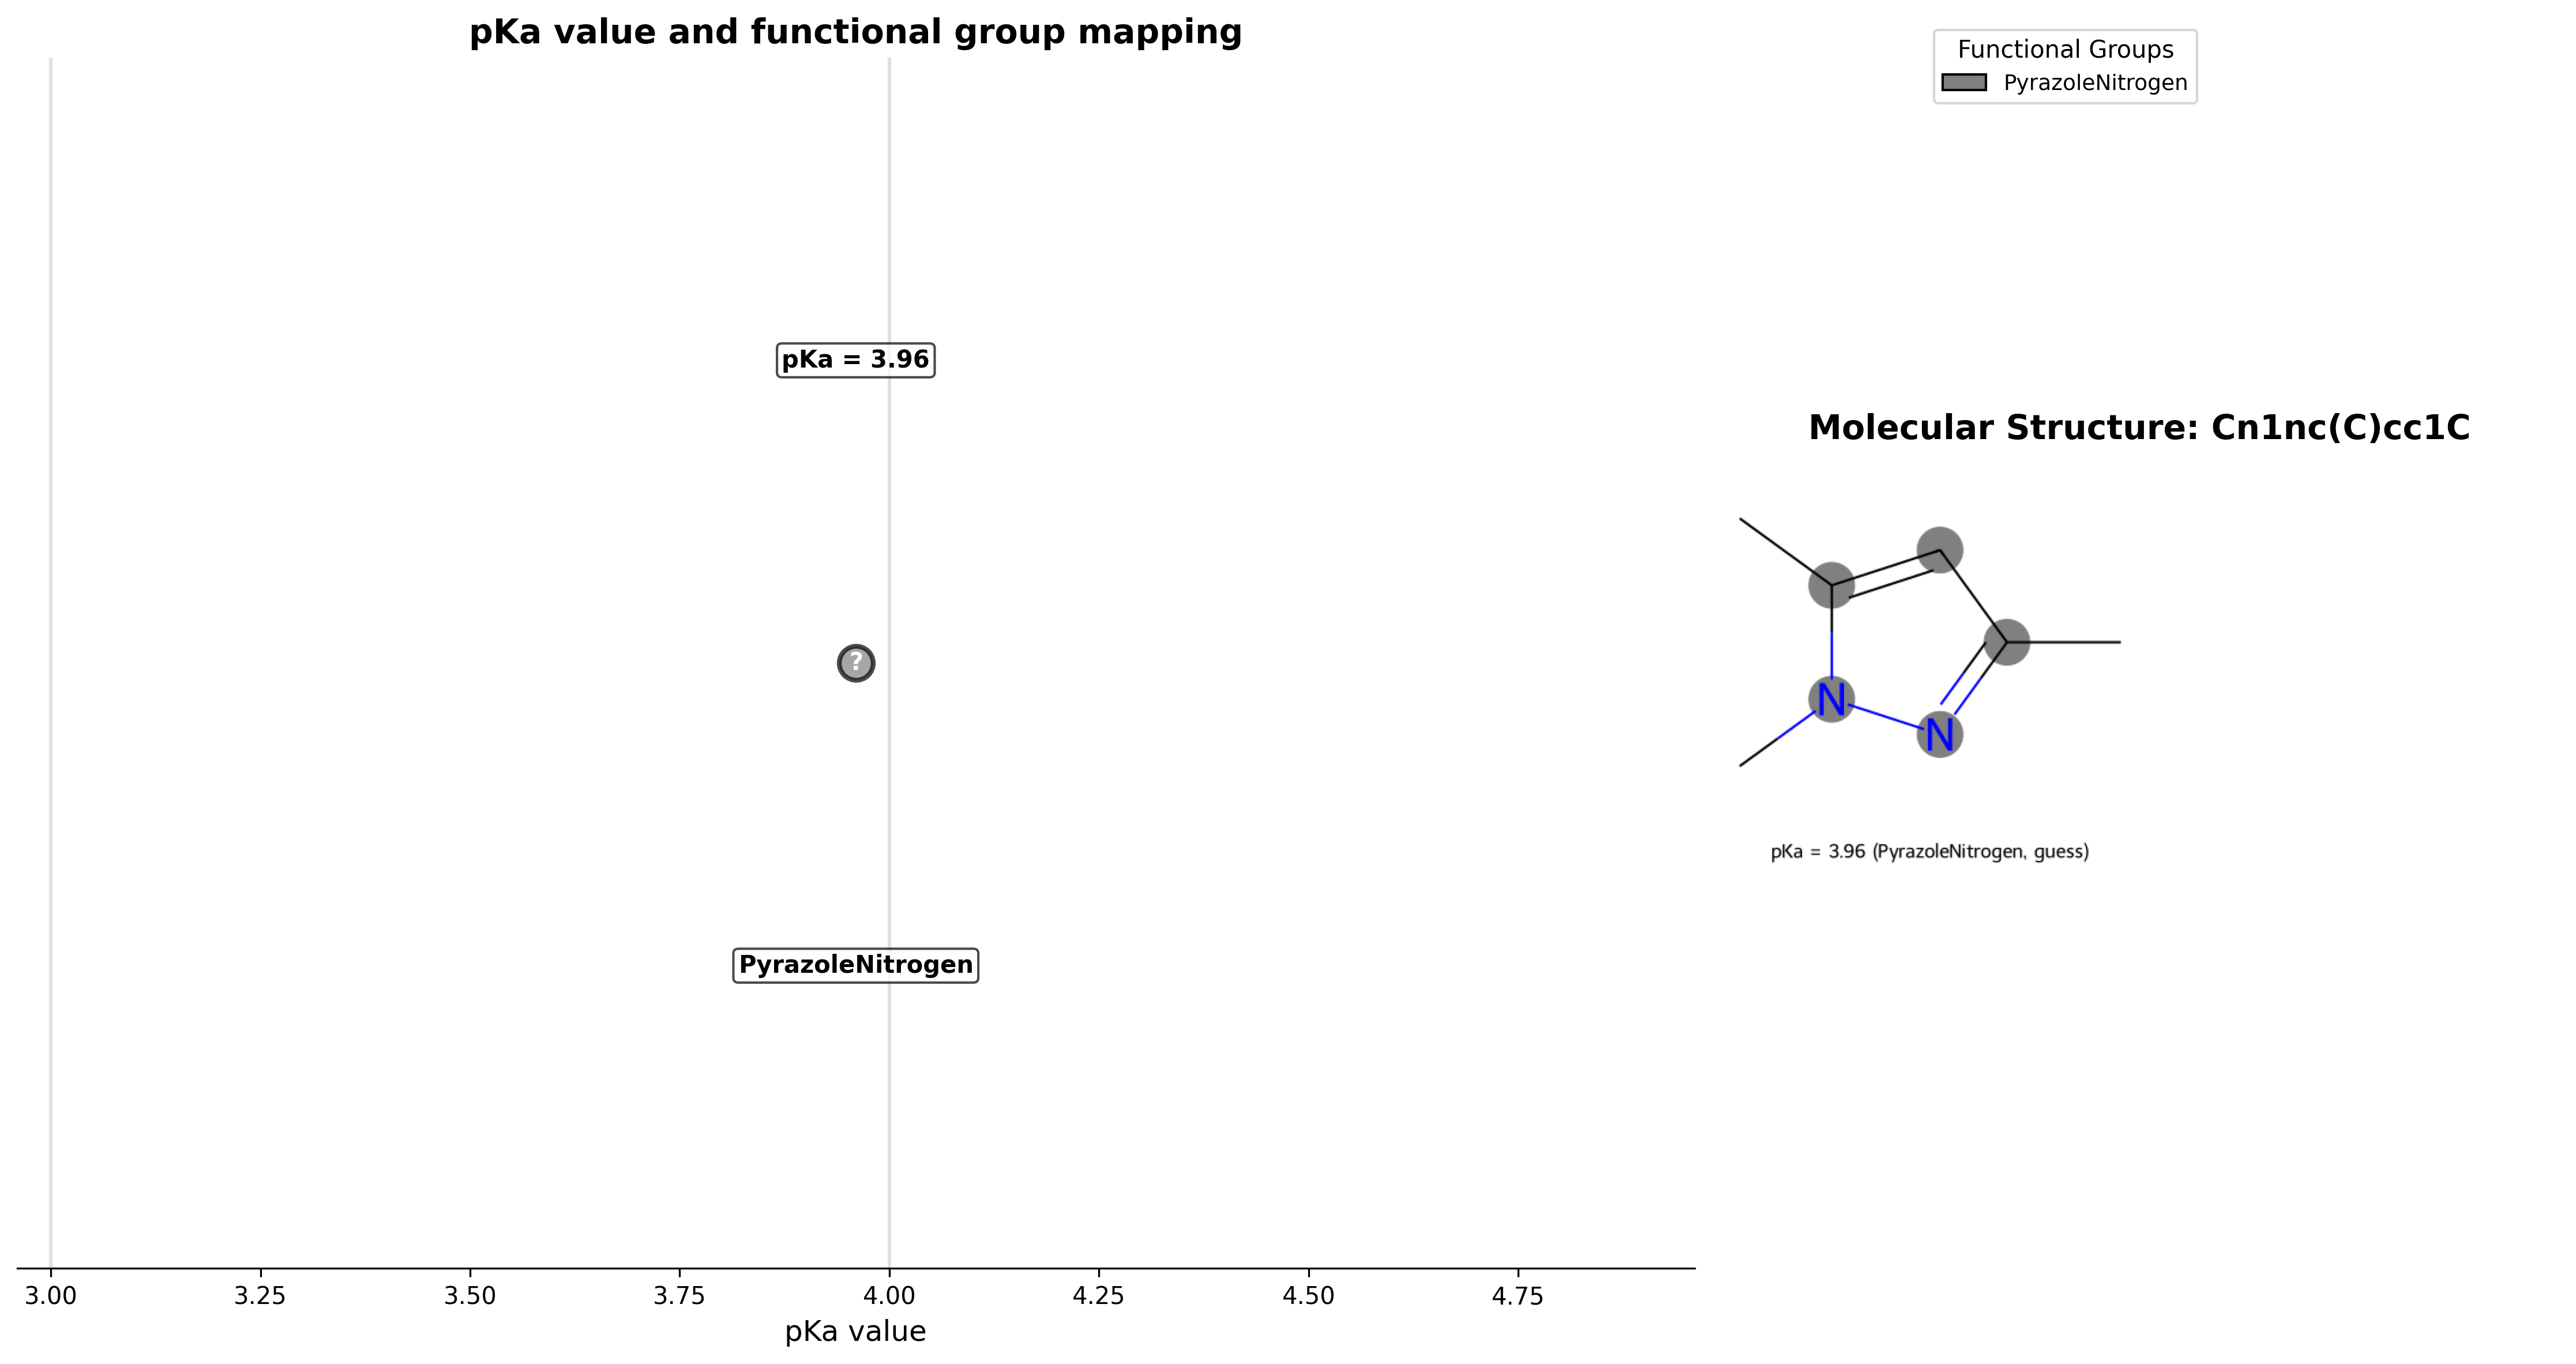 pKa value and functional group mapping
Functional Groups
PyrazoleNitrogen
pKa = 3.96
Molecular Structure: Cn1nc(C)cc1C
?
N
N
pKa = 3.96 (PyrazoleNitrogen, guess)
PyrazoleNitrogen
3.00 3.25 3.50 3.75 4.00 4.25 4.50 4.75
pKa value